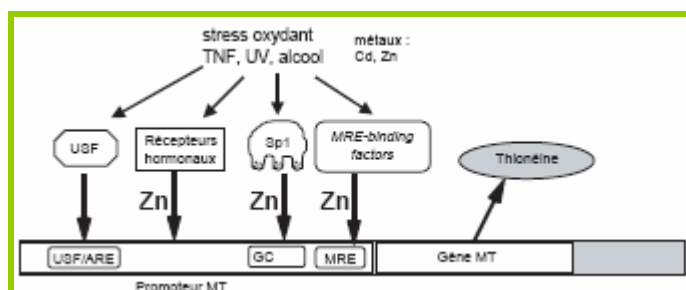 stress oxydant
TNF, UV, alcool
métaux :
Cd, Zn
USF
Récepteurs
hormonaux
Sp1
MRE-binding
factors
Thionéine
Zn
Zn
Zn
USF/ARE
GC
MRE
Gène MT
Promoteur MT